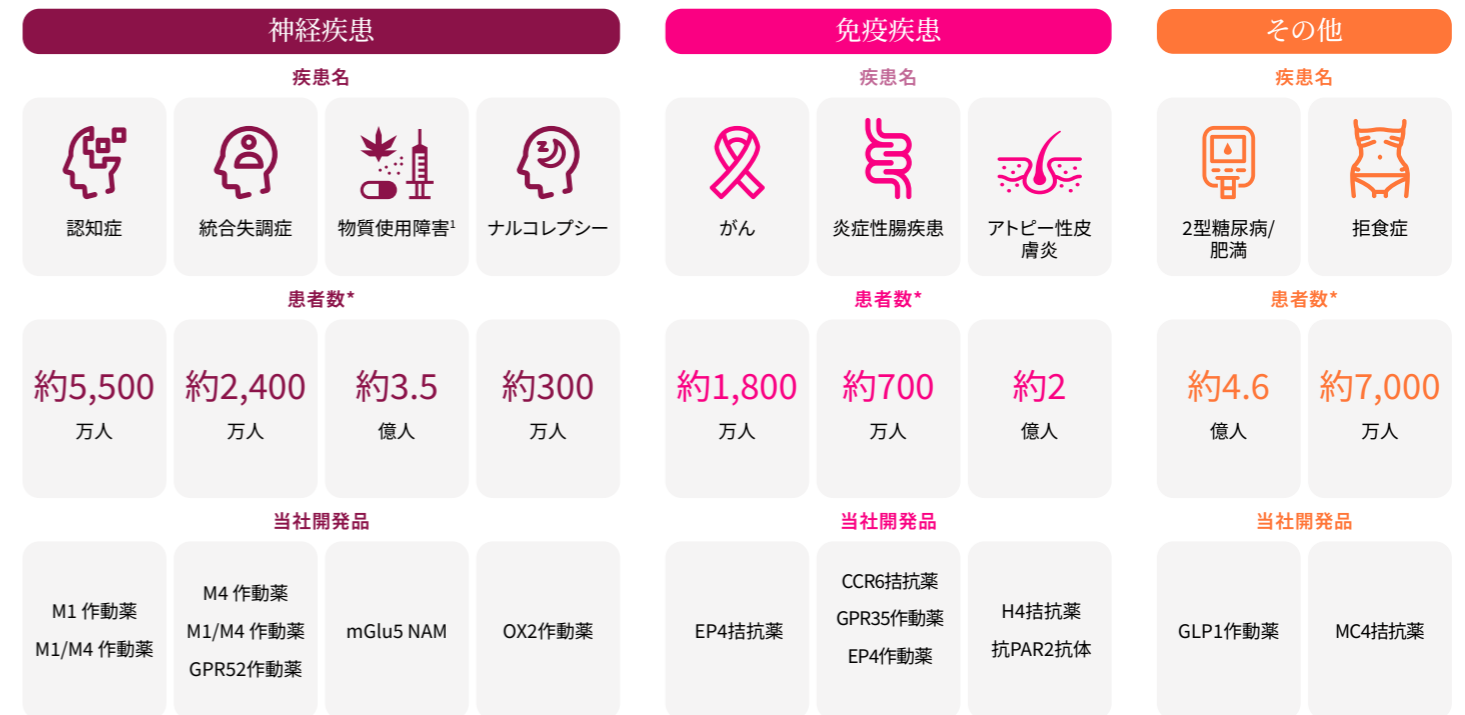 神経疾患
疾患名
認知症
統合失調症
物質使用障害¹
ナルコレプシー
患者数*
約5,500
万人
約2,400
万人
約3.5
億人
約300
万人
当社開発品
M1 作動薬
M1/M4 作動薬
M4 作動薬
M1/M4 作動薬
GPR52作動薬
mGlu5 NAM
OX2作動薬
免疫疾患
疾患名
がん
炎症性腸疾患
アトピー性皮
膚炎
患者数*
約1,800
万人
約700
万人
約2
億人
当社開発品
EP4拮抗薬
CCR6拮抗薬
GPR35作動薬
EP4作動薬
H4拮抗薬
抗PAR2抗体
その他
疾患名
2型糖尿病/
肥満
拒食症
患者数*
約4.6
億人
約7,000
万人
当社開発品
GLP1作動薬
MC4拮抗薬